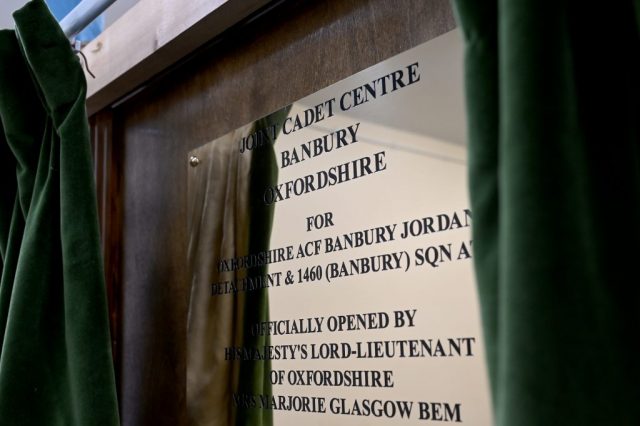 JOINT CADET CENTRE
BANBURY
OXFORDSHIRE
FOR
OXFORDSHIRE ACF BANBURY JORDAN
DETACHMENT & 1460 (BANBURY) SQN AT
OFFICIALLY OPENED BY
HIS MAJESTY'S LORD-LIEUTENANT
OF OXFORDSHIRE
MRS MARJORIE GLASGOW BEM